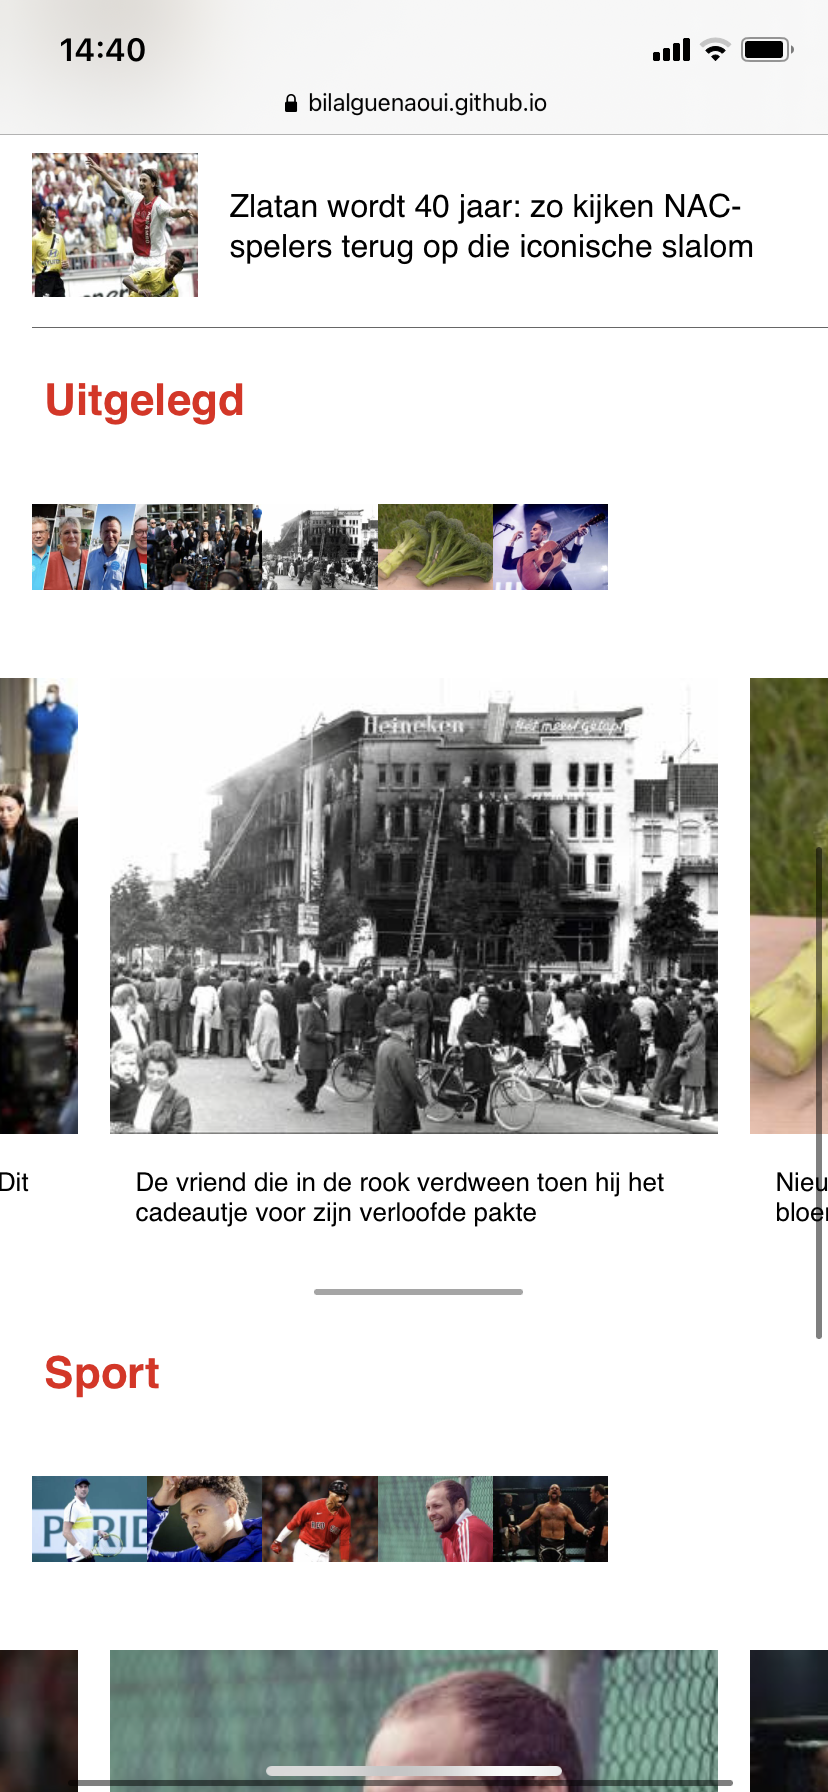 14:40
bilalguenaoui.github.io
Zlatan wordt 40 jaar: zo kijken NAC-
spelers terug op die iconische slalom
Uitgelegd
Heineken
Het meest getapt
Dit
De vriend die in de rook verdween toen hij het
cadeautje voor zijn verloofde pakte
Nieu
bloe
Sport
PARIB